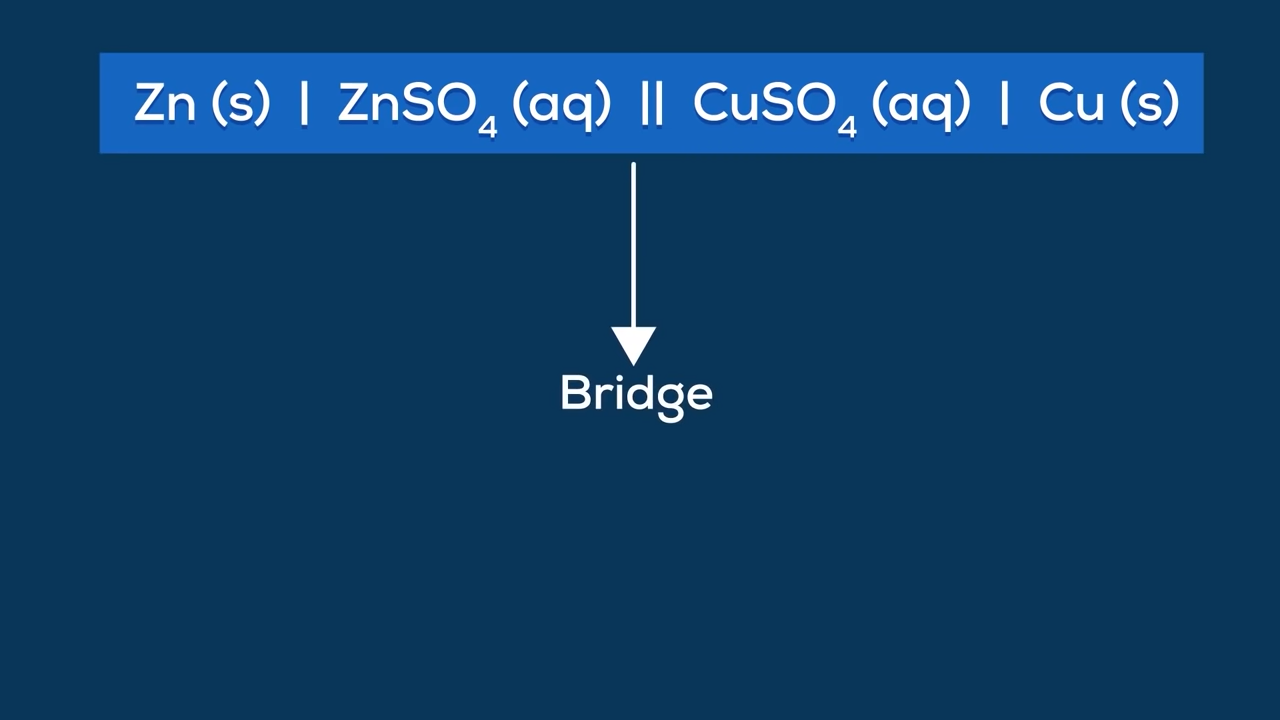 Zn (s) | ZnSO₄ (aq) || CuSO₄ (aq) | Cu (s)
Bridge